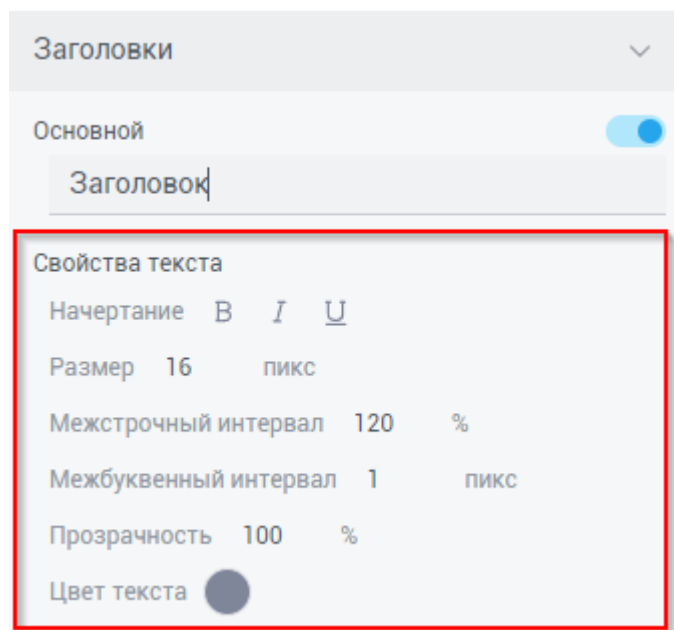 Заголовки
Основной
Заголовок
Свойства текста
Начертание B I U
Размер 16 пикс
Межстрочный интервал 120 %
Межбуквенный интервал 1 пикс
Прозрачность 100 %
Цвет текста